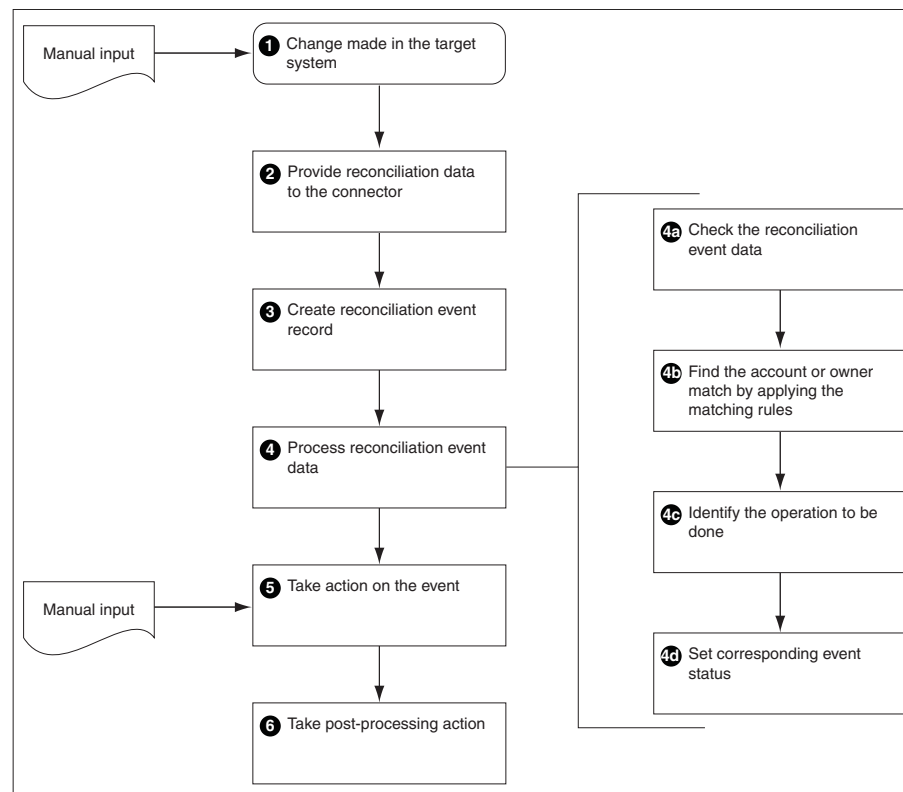 Manual input
1 Change made in the target
system
2 Provide reconciliation data
to the connector
3 Create reconciliation event
record
4 Process reconciliation event
data
Manual input
5 Take action on the event
6 Take post-processing action
4a Check the reconciliation
event data
4b Find the account or owner
match by applying the
matching rules
4c Identify the operation to be
done
4d Set corresponding event
status